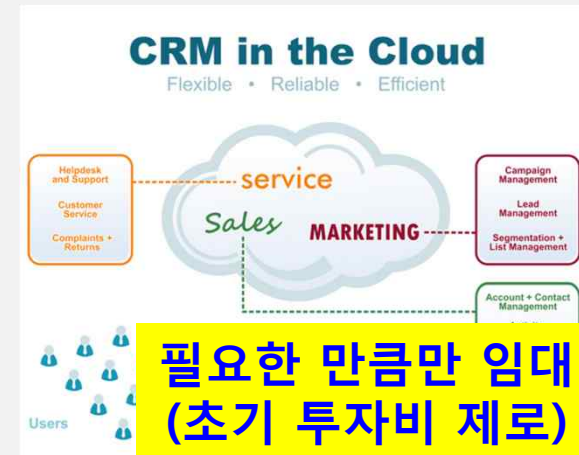 CRM in the Cloud
Flexible • Reliable • Efficient
Helpdesk
and Support
Customer
Service
Complaints +
Returns
service
Sales
MARKETING
Campaign
Management
Lead
Management
Segmentation +
List Management
Account + Contact
Management
Users
필요한 만큼만 임대
(초기 투자비 제로)